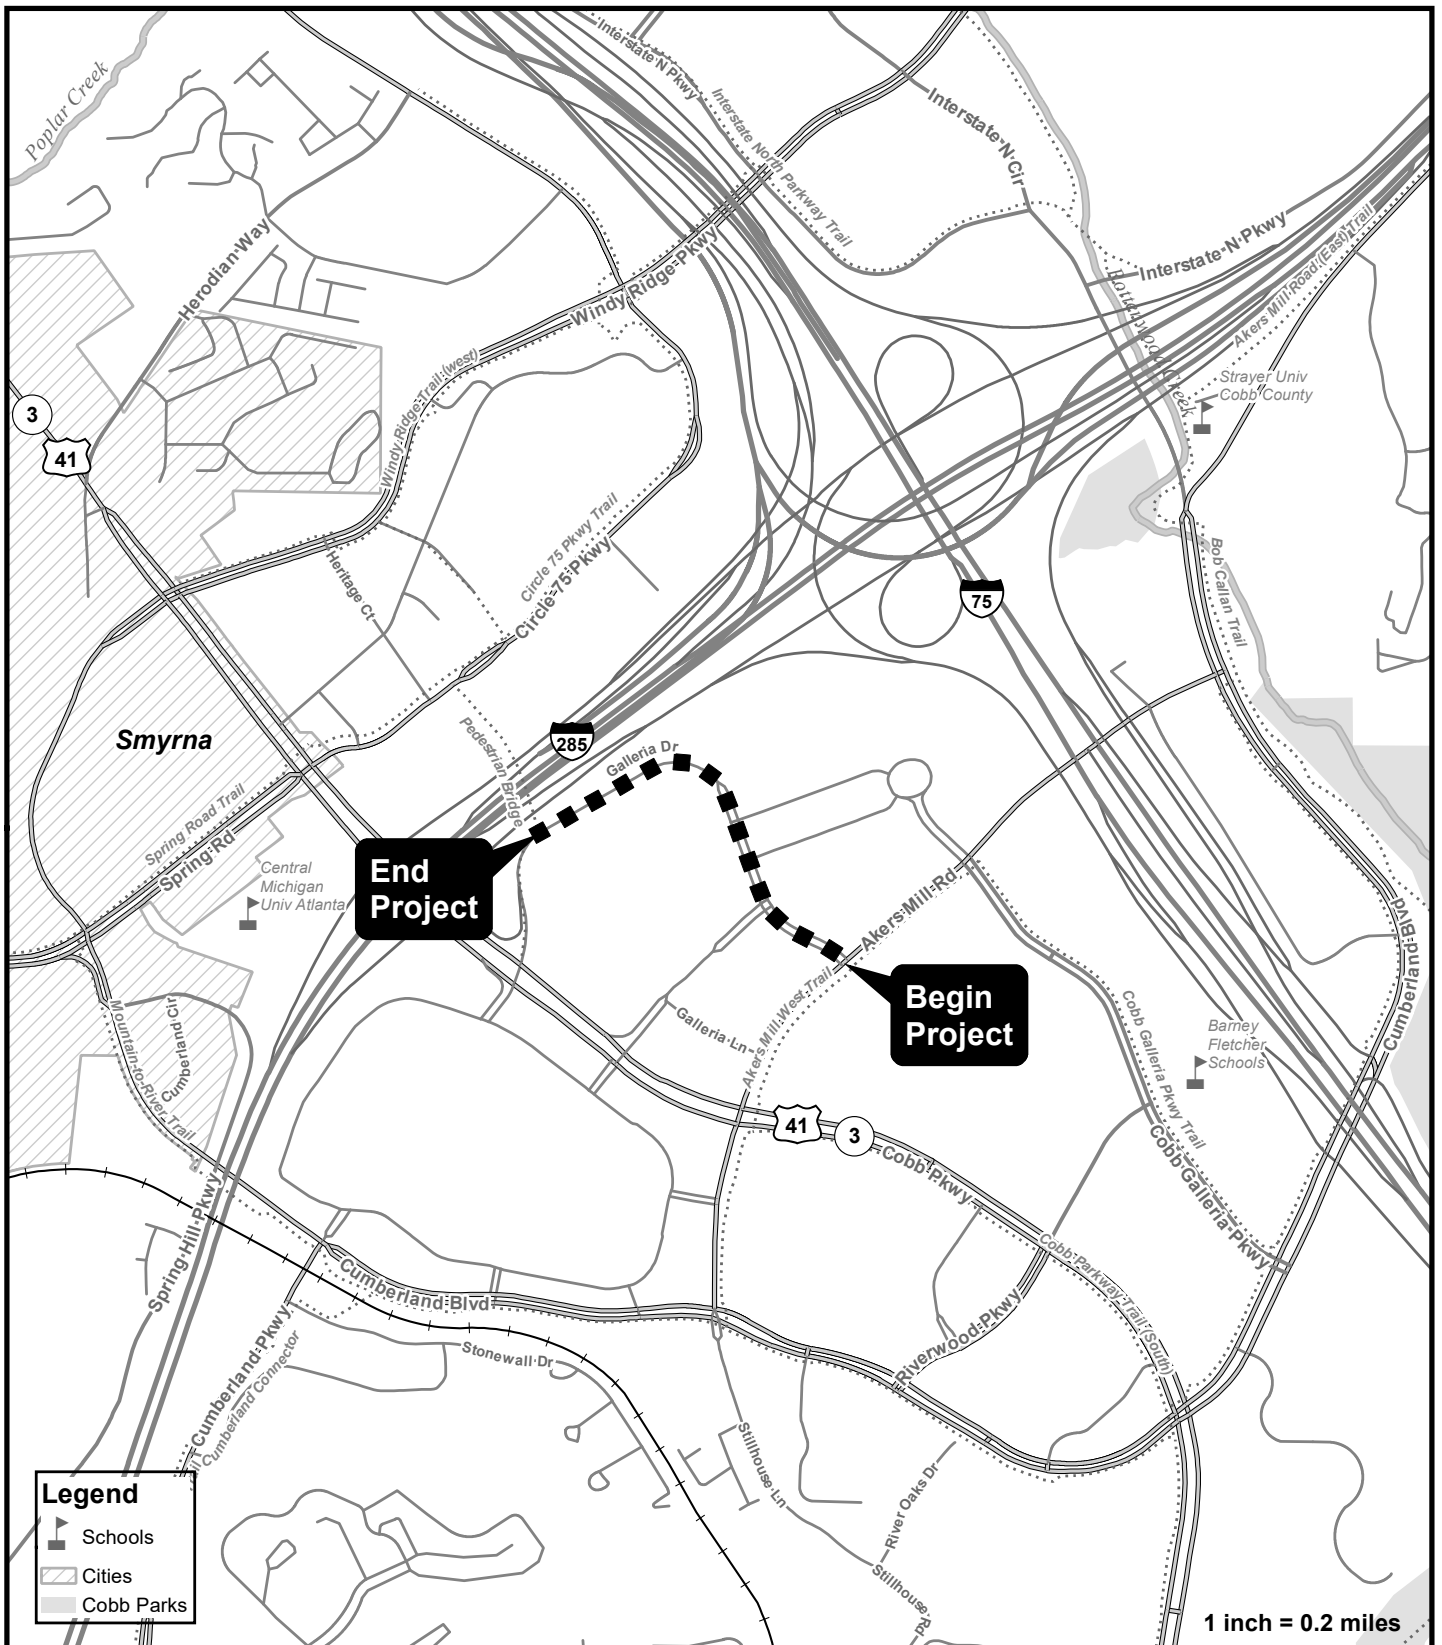 Poplar Creek
Interstate N Pkwy
Interstate North Parkway Trail
Interstate N Cir
Interstate N Pkwy
Akers Mill Road (East) Trail
Rottenwood Creek
Herodian Way
Windy Ridge Pkwy
Windy Ridge Trail (west)
Strayer Univ
Cobb County
3
41
Circle 75 Pkwy Trail
Circle 75 Pkwy
Heritage Ct
Bob Callan Trail
75
Smyrna
Pedestrian Bridge
285
Galleria Dr
Spring Road Trail
Spring Rd
Central
Michigan
Univ Atlanta
End
Project
Akers Mill Rd
Akers Mill West Trail
Begin
Project
Cumberland Blvd
Cobb Galleria Pkwy Trail
Barney
Fletcher
Schools
Galleria Ln
Mountain-to-River Trail
Cumberland Cir
41
3
Cobb Pkwy
Cobb Galleria Pkwy
Cobb Parkway Trail (South)
Spring Hill Pkwy
Cumberland Blvd
Riverwood Pkwy
Cumberland Pkwy
Cumberland Connector
Stonewall Dr
Stillhouse Ln
River Oaks Dr
Stillhouse Rd
Legend
Schools
Cities
Cobb Parks
1 inch = 0.2 miles